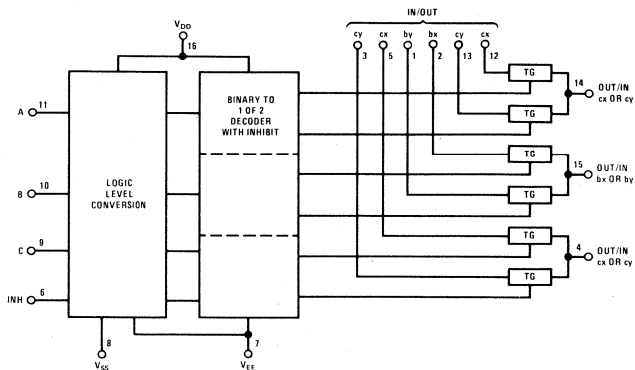 IN/OUT
V_DD
cy cx by bx cy cx
16
3 5 1 2 13 12
TG
14
OUT/IN
cx OR cy
A 11
BINARY TO
1 OF 2
DECODER
WITH INHIBIT
TG
TG
15
OUT/IN
bx OR by
B 10
LOGIC
LEVEL
CONVERSION
TG
C 9
TG
4
OUT/IN
cx OR cy
TG
INH 6
8
7
V_SS
V_EE